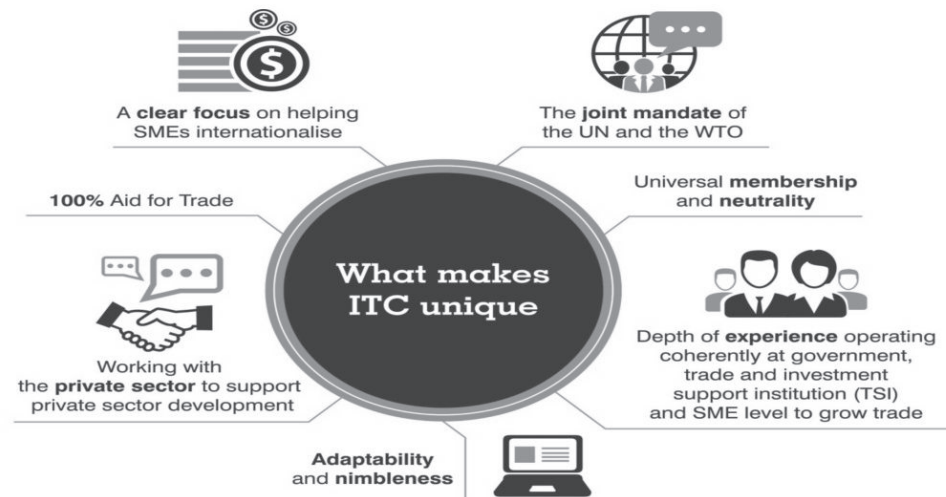 A clear focus on helping
SMEs internationalise
The joint mandate of
the UN and the WTO
100% Aid for Trade
Universal membership
and neutrality
What makes
ITC unique
Working with
the private sector to support
private sector development
Depth of experience operating
coherently at government,
trade and investment
support institution (TSI)
and SME level to grow trade
Adaptability
and nimbleness